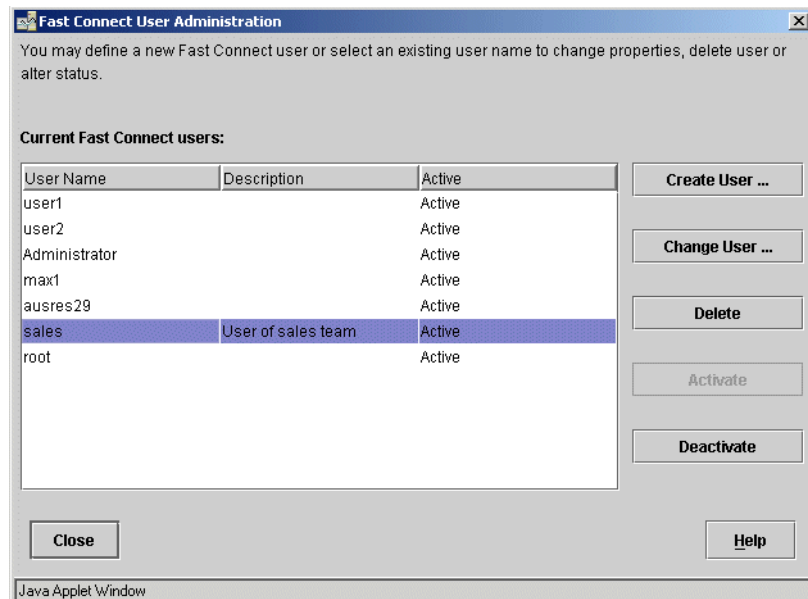 Fast Connect User Administration
You may define a new Fast Connect user or select an existing user name to change properties, delete user or
alter status.
Current Fast Connect users:
User Name Description Active
user1 Active
user2 Active
Administrator Active
max1 Active
ausres29 Active
sales User of sales team Active
root Active
Create User ...
Change User ...
Delete
Activate
Deactivate
Close
Help
Java Applet Window